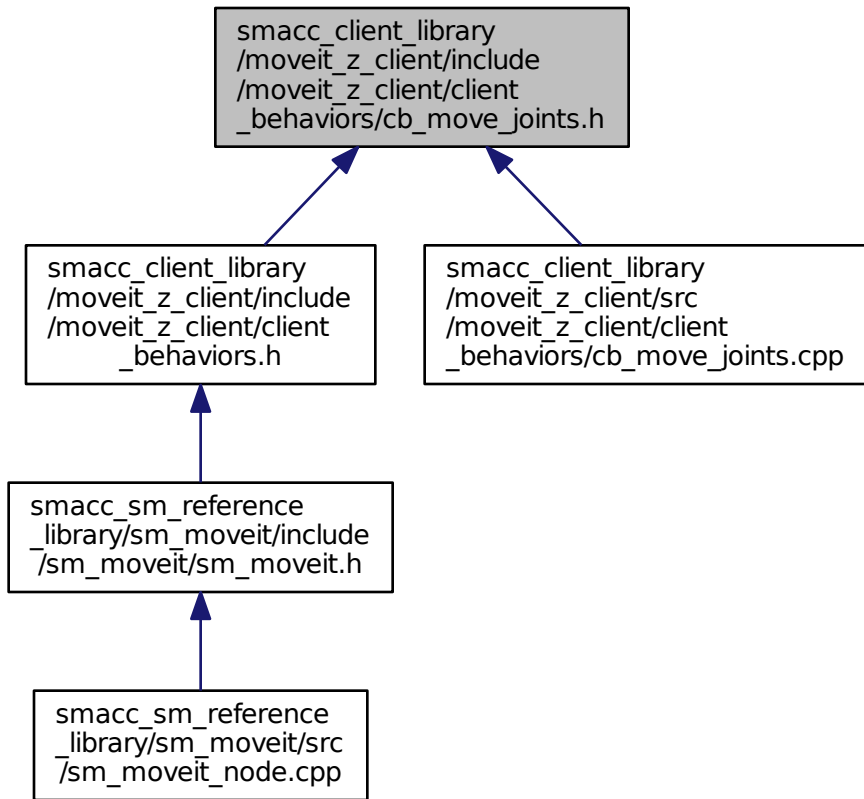 smacc_client_library
/moveit_z_client/include
/moveit_z_client/client
_behaviors/cb_move_joints.h
smacc_client_library
/moveit_z_client/include
/moveit_z_client/client
_behaviors.h
smacc_client_library
/moveit_z_client/src
/moveit_z_client/client
_behaviors/cb_move_joints.cpp
smacc_sm_reference
_library/sm_moveit/include
/sm_moveit/sm_moveit.h
smacc_sm_reference
_library/sm_moveit/src
/sm_moveit_node.cpp